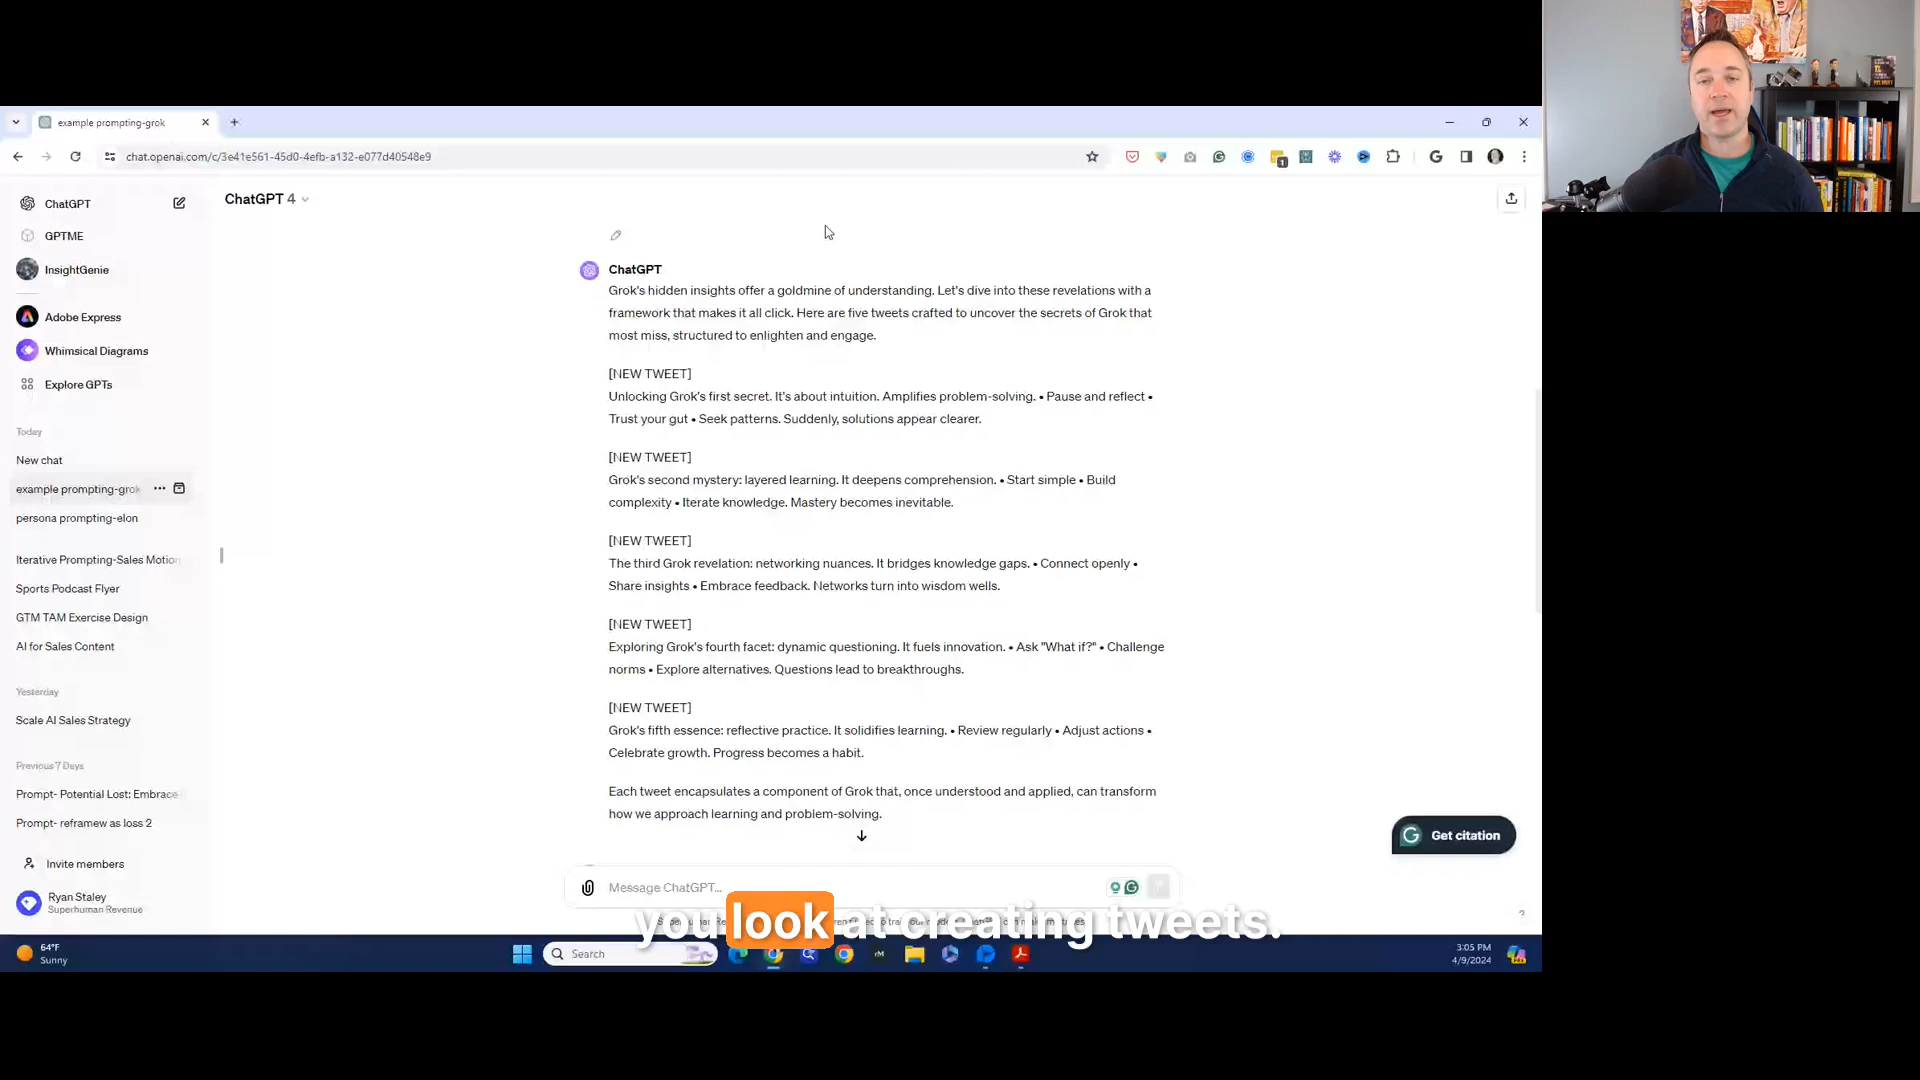 example prompting-grok
chat.openai.com/c/3e41e561-45d0-4efb-a132-e077d40548e9
1
ChatGPT
GPTME
InsightGenie
Adobe Express
Whimsical Diagrams
Explore GPTs
Today
New chat
example prompting-grok
persona prompting-elon
Iterative Prompting-Sales Motion
Sports Podcast Flyer
GTM TAM Exercise Design
AI for Sales Content
Yesterday
Scale AI Sales Strategy
Previous 7 Days
Prompt- Potential Lost: Embrace
Prompt- reframew as loss 2
Invite members
Ryan Staley
Superhuman Revenue
ChatGPT 4
ChatGPT
Grok's hidden insights offer a goldmine of understanding. Let's dive into these revelations with a
framework that makes it all click. Here are five tweets crafted to uncover the secrets of Grok that
most miss, structured to enlighten and engage.
[NEW TWEET]
Unlocking Grok's first secret. It's about intuition. Amplifies problem-solving. • Pause and reflect •
Trust your gut • Seek patterns. Suddenly, solutions appear clearer.
[NEW TWEET]
Grok's second mystery: layered learning. It deepens comprehension. • Start simple • Build
complexity • Iterate knowledge. Mastery becomes inevitable.
[NEW TWEET]
The third Grok revelation: networking nuances. It bridges knowledge gaps. • Connect openly •
Share insights • Embrace feedback. Networks turn into wisdom wells.
[NEW TWEET]
Exploring Grok's fourth facet: dynamic questioning. It fuels innovation. • Ask "What if?" • Challenge
norms • Explore alternatives. Questions lead to breakthroughs.
[NEW TWEET]
Grok's fifth essence: reflective practice. It solidifies learning. • Review regularly • Adjust actions •
Celebrate growth. Progress becomes a habit.
Each tweet encapsulates a component of Grok that, once understood and applied, can transform
how we approach learning and problem-solving.
Get citation
Message ChatGPT...
?
you look at creating tweets.
64°F
Sunny
Search
3:05 PM
4/9/2024